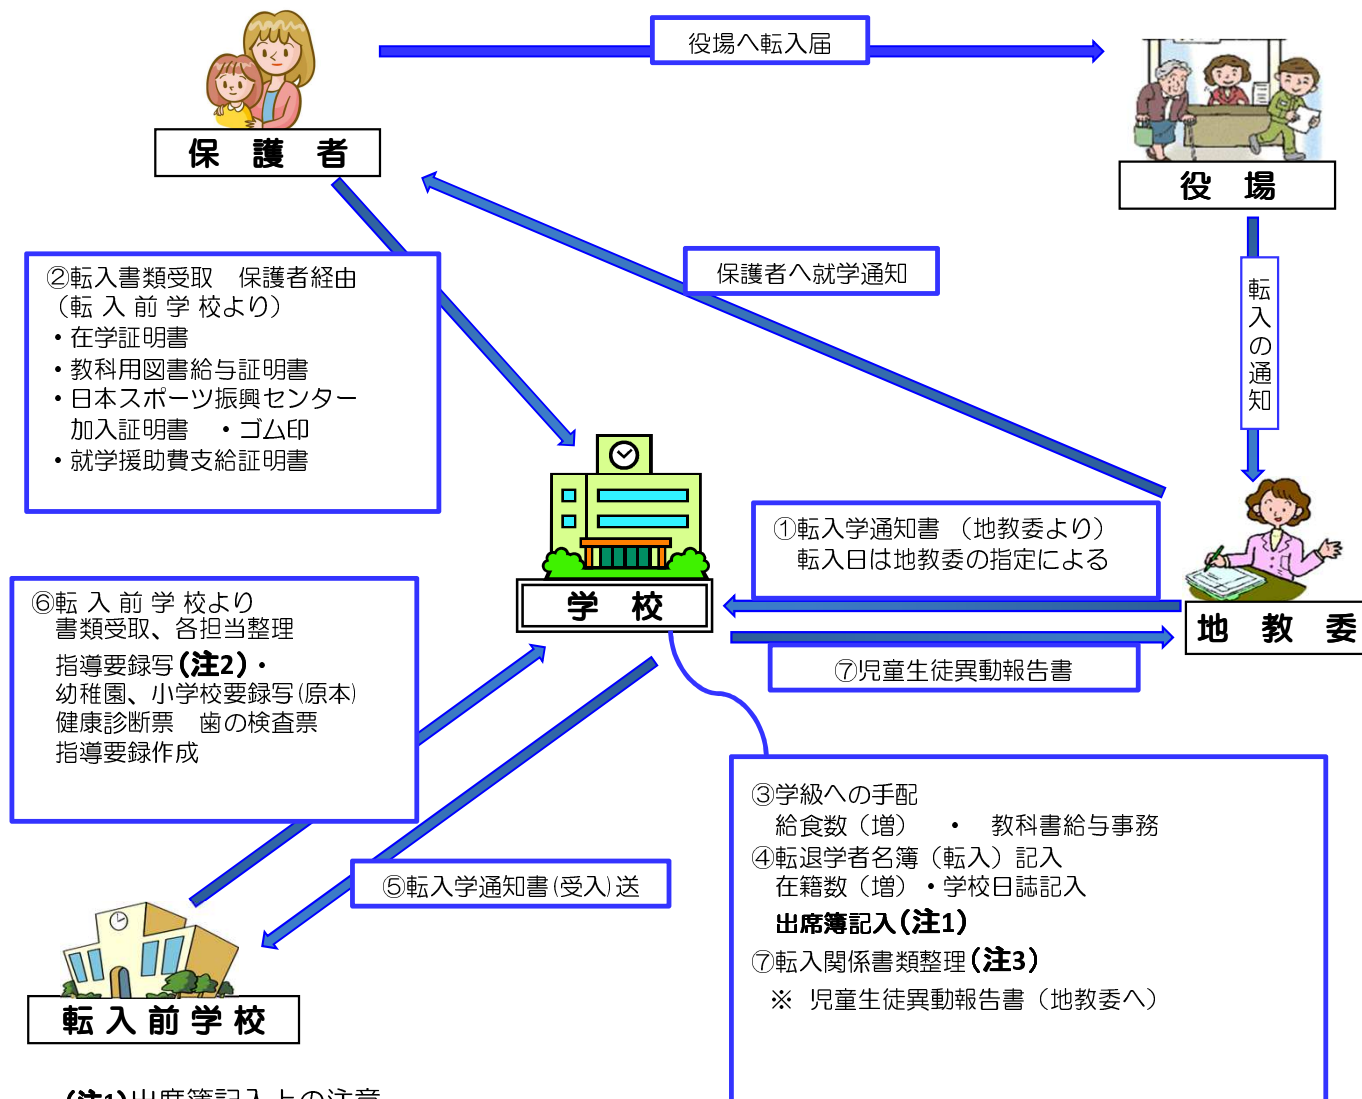 役場へ転入届
保　護　者
役　場
②転入書類受取　保護者経由
（転 入 前 学 校より）
・在学証明書
・教科用図書給与証明書
・日本スポーツ振興センター
加入証明書　・ゴム印
・就学援助費支給証明書
保護者へ就学通知
転入の通知
①転入学通知書　（地教委より）
転入日は地教委の指定による
学　校
地　教　委
⑦児童生徒異動報告書
⑥転 入 前 学 校より
書類受取、各担当整理
指導要録写(注2)・
幼稚園、小学校要録写(原本)
健康診断票　歯の検査票
指導要録作成
⑤転入学通知書(受入)送
③学級への手配
給食数（増）　・　教科書給与事務
④転退学者名簿（転入）記入
在籍数（増）・学校日誌記入
出席簿記入(注1)
⑦転入関係書類整理(注3)
※　児童生徒異動報告書（地教委へ）
転 入 前 学 校
(注1)出席簿記入上の注意